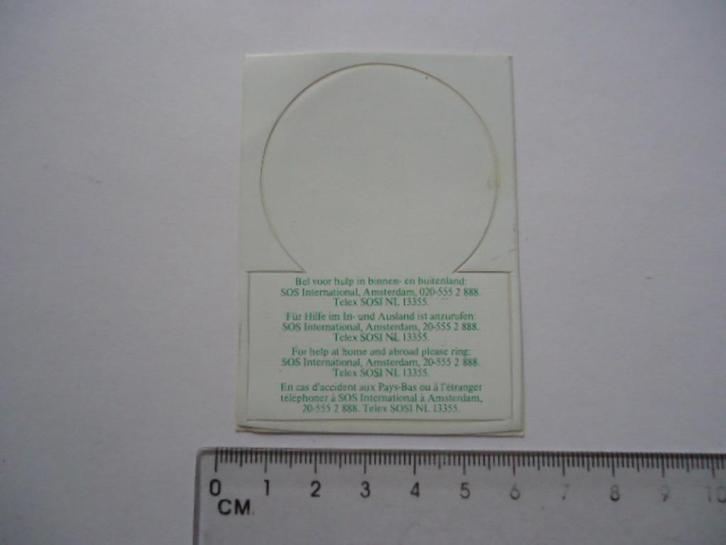 Bel voor hulp in binnen- en buitenland:
SOS International, Amsterdam, 020-555 2 888.
Telex SOSI NL 13355.
Für Hilfe im In- und Ausland ist anzurufen:
SOS International, Amsterdam, 20-555 2 888.
Telex SOSI NL 13355.
For help at home and abroad please ring:
SOS International, Amsterdam, 20-555 2 888.
Telex SOSI NL 13355.
En cas d'accident aux Pays-Bas ou à l'étranger
téléphoner à SOS International à Amsterdam,
20-555 2 888. Telex SOSI NL 13355.
0 1 2 3 4 5 6 7 8 9 10
CM